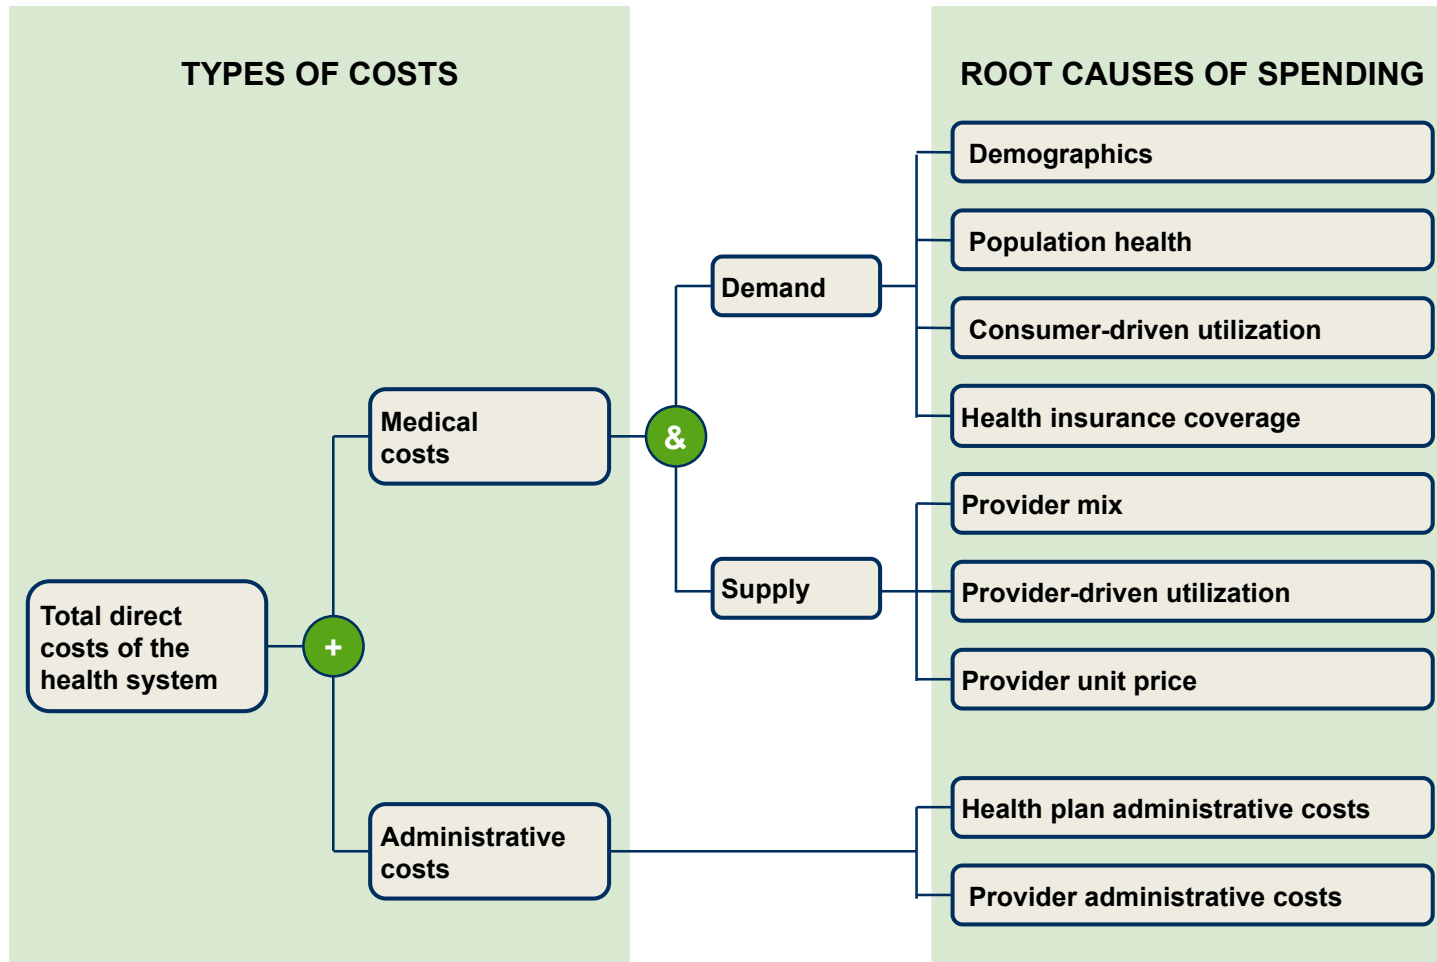 TYPES OF COSTS
ROOT CAUSES OF SPENDING
Demographics
Population health
Demand
Consumer-driven utilization
Medical
costs
&
Health insurance coverage
Provider mix
Supply
Provider-driven utilization
Total direct
costs of the
health system
+
Provider unit price
Health plan administrative costs
Administrative
costs
Provider administrative costs